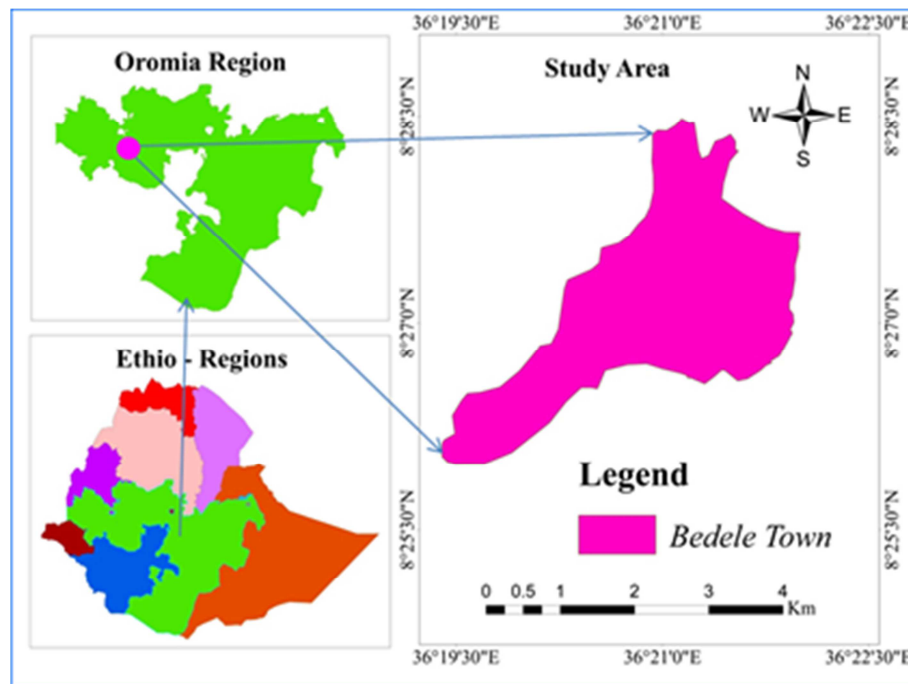 36°19'30"E 36°21'0"E 36°22'30"E
Oromia Region
Study Area
N
W E
S
8°28'30"N 8°28'30"N
8°27'0"N 8°27'0"N
Ethio - Regions
Legend
Bedele Town
8°25'30"N 8°25'30"N
0 0.5 1 2 3 4
Km
36°19'30"E 36°21'0"E 36°22'30"E